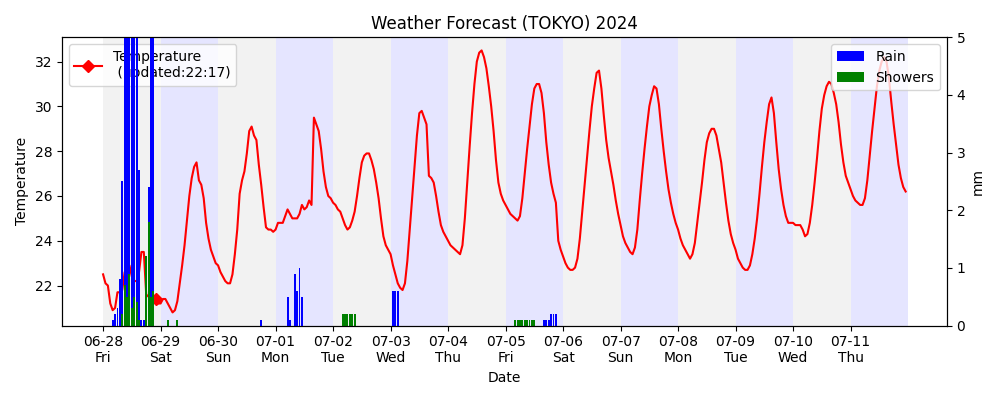 Weather Forecast (TOKYO) 2024
Temperature
(updated:22:17)
Rain
Showers
Temperature
32
30
28
26
24
22
5
4
3
2
1
0
mm
06-28 06-29 06-30 07-01 07-02 07-03 07-04 07-05 07-06 07-07 07-08 07-09 07-10 07-11
Fri Sat Sun Mon Tue Wed Thu Fri Sat Sun Mon Tue Wed Thu
Date